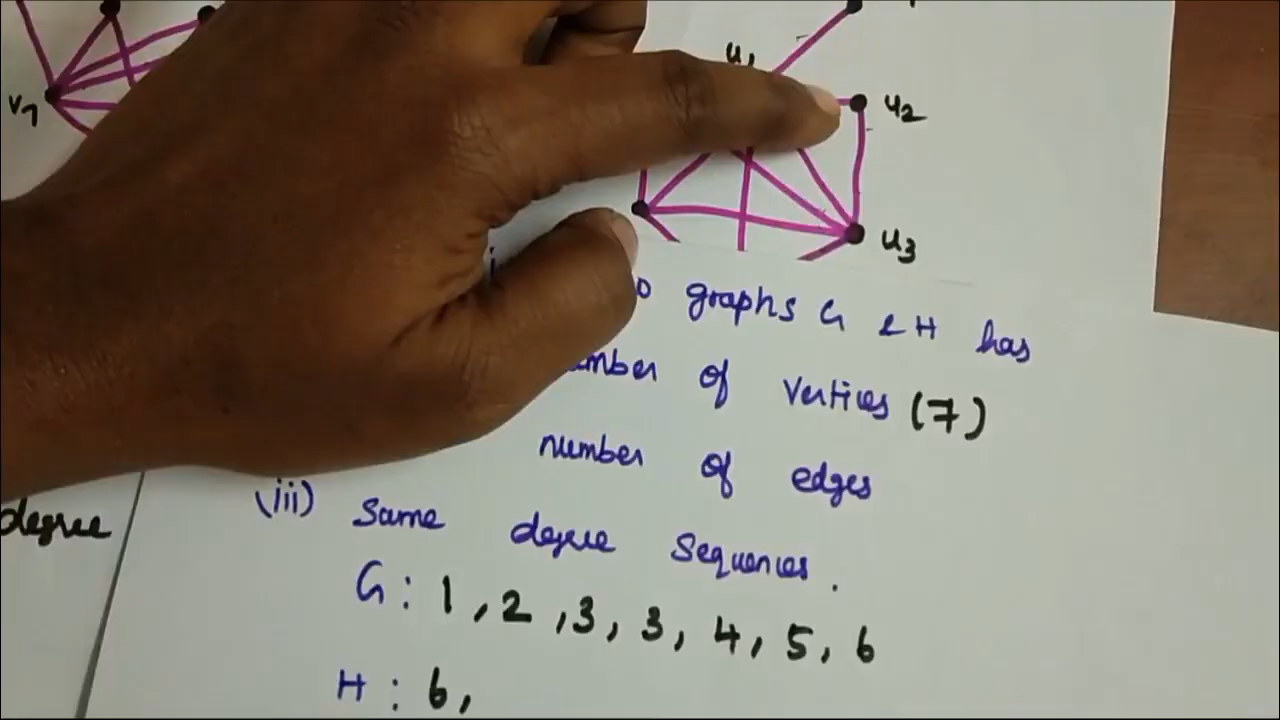 u1
v7
u2
u3
graphs G & H has
of vertices (7)
number of edges
degree
(iii) Same degree Sequences.
G: 1, 2, 3, 3, 4, 5, 6
H: 6,